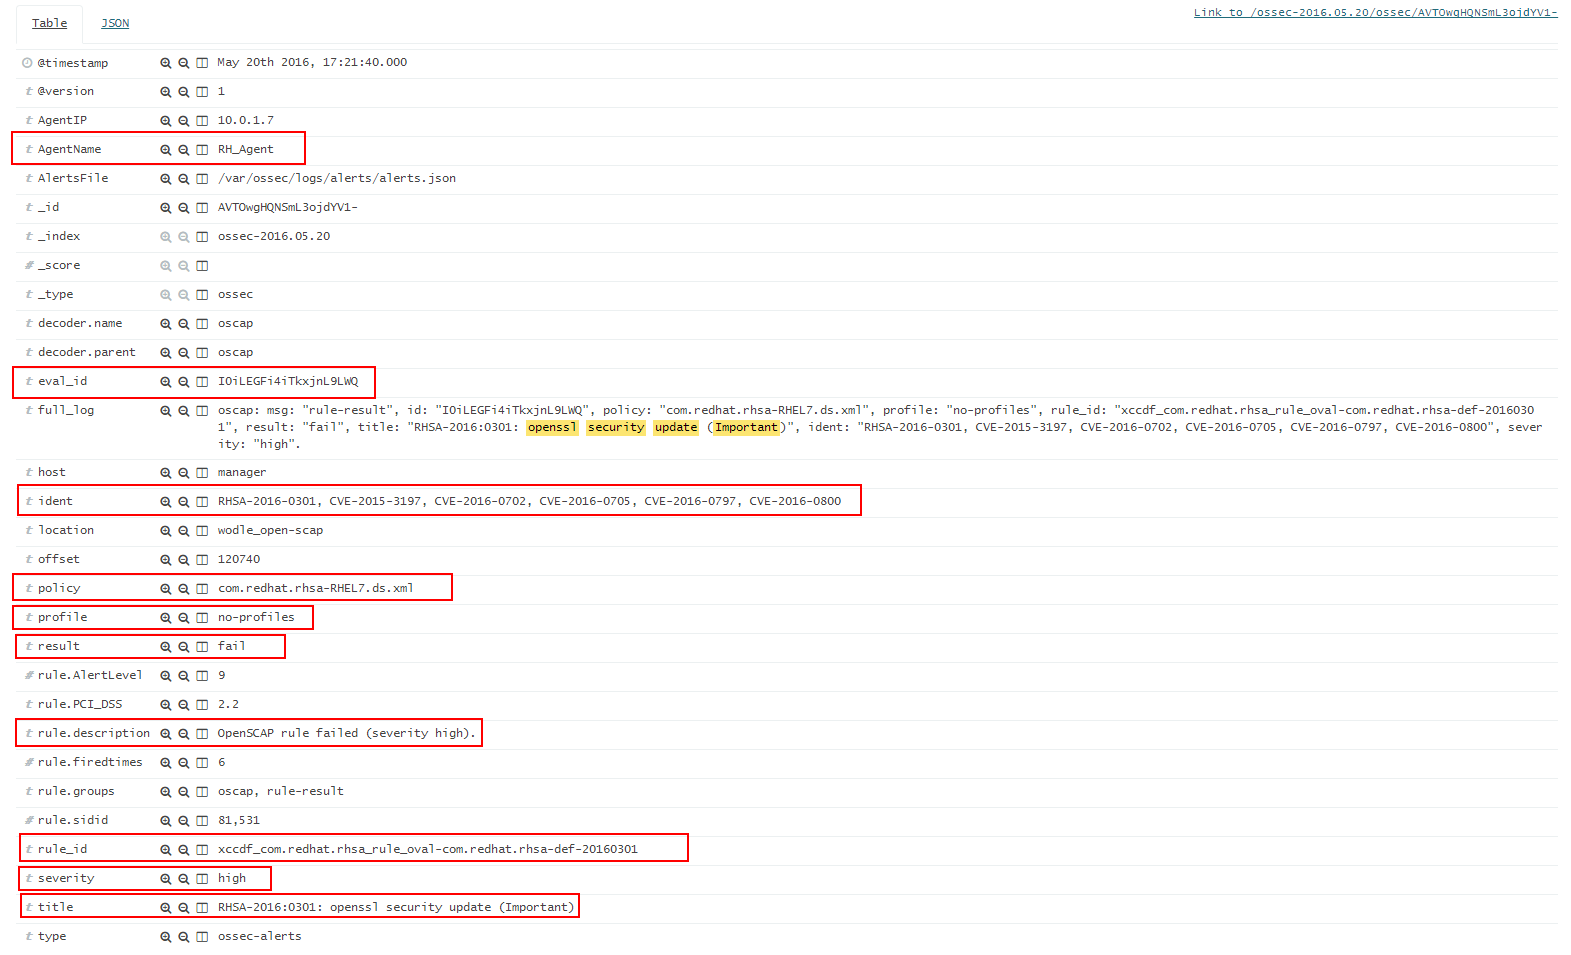 Table JSON Link to /ossec-2016.05.20/ossec/AVTOwgHQNSmL3ojdYV1-
@timestamp May 20th 2016, 17:21:40.000
t @version 1
t AgentIP 10.0.1.7
t AgentName RH_Agent
t AlertsFile /var/ossec/logs/alerts/alerts.json
t _id AVTOwgHQNSmL3ojdYV1-
t _index ossec-2016.05.20
# _score
t _type ossec
t decoder.name oscap
t decoder.parent oscap
t eval_id IOiLEGFi4iTkxjnL9LWQ
t full_log oscap: msg: "rule-result", id: "IOiLEGFi4iTkxjnL9LWQ", policy: "com.redhat.rhsa-RHEL7.ds.xml", profile: "no-profiles", rule_id: "xccdf_com.redhat.rhsa_rule_oval-com.redhat.rhsa-def-2016030
1", result: "fail", title: "RHSA-2016:0301: openssl security update (Important)", ident: "RHSA-2016-0301, CVE-2015-3197, CVE-2016-0702, CVE-2016-0705, CVE-2016-0797, CVE-2016-0800", sever
ity: "high".
t host manager
t ident RHSA-2016-0301, CVE-2015-3197, CVE-2016-0702, CVE-2016-0705, CVE-2016-0797, CVE-2016-0800
t location wodle_open-scap
t offset 120740
t policy com.redhat.rhsa-RHEL7.ds.xml
t profile no-profiles
t result fail
# rule.AlertLevel 9
t rule.PCI_DSS 2.2
t rule.description OpenSCAP rule failed (severity high).
# rule.firedtimes 6
t rule.groups oscap, rule-result
# rule.sidid 81,531
t rule_id xccdf_com.redhat.rhsa_rule_oval-com.redhat.rhsa-def-20160301
t severity high
t title RHSA-2016:0301: openssl security update (Important)
t type ossec-alerts